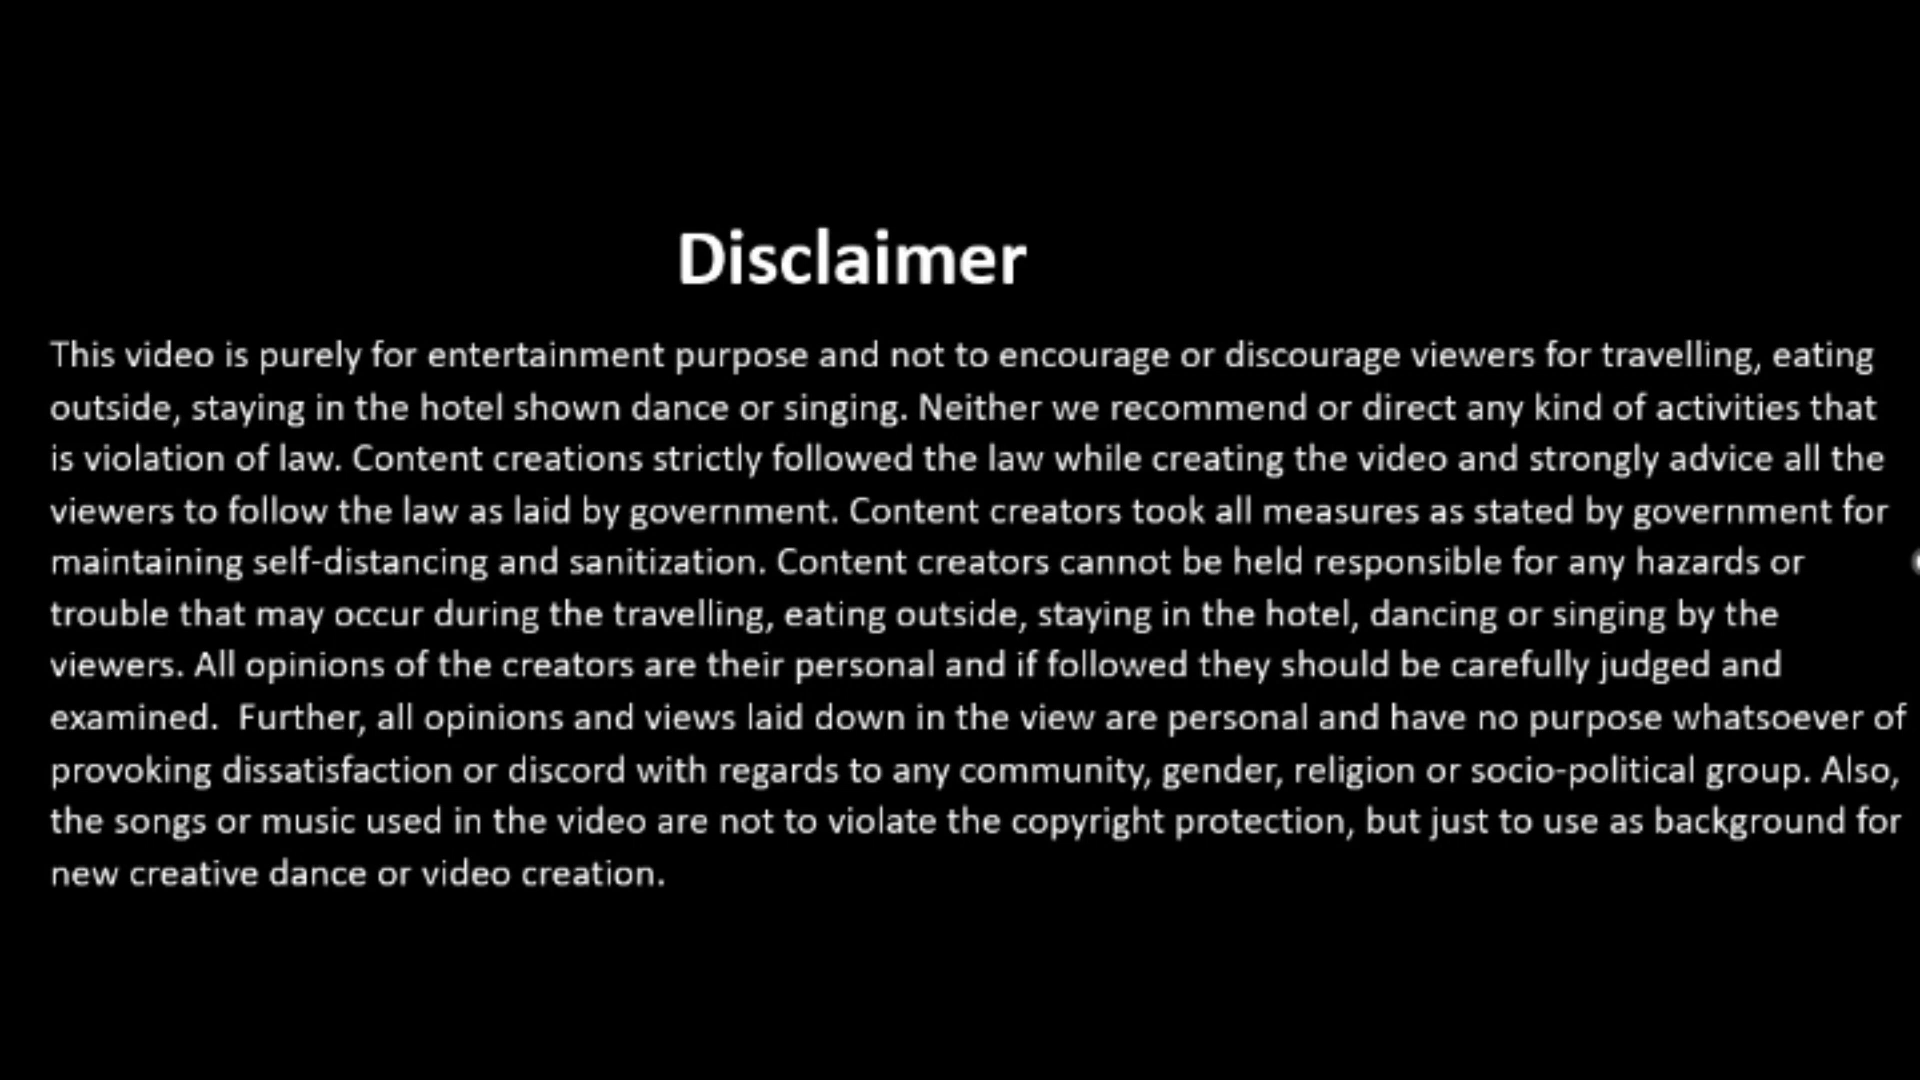 Disclaimer
This video is purely for entertainment purpose and not to encourage or discourage viewers for travelling, eating
outside, staying in the hotel shown dance or singing. Neither we recommend or direct any kind of activities that
is violation of law. Content creations strictly followed the law while creating the video and strongly advice all the
viewers to follow the law as laid by government. Content creators took all measures as stated by government for
maintaining self-distancing and sanitization. Content creators cannot be held responsible for any hazards or
trouble that may occur during the travelling, eating outside, staying in the hotel, dancing or singing by the
viewers. All opinions of the creators are their personal and if followed they should be carefully judged and
examined.  Further, all opinions and views laid down in the view are personal and have no purpose whatsoever of
provoking dissatisfaction or discord with regards to any community, gender, religion or socio-political group. Also,
the songs or music used in the video are not to violate the copyright protection, but just to use as background for
new creative dance or video creation.